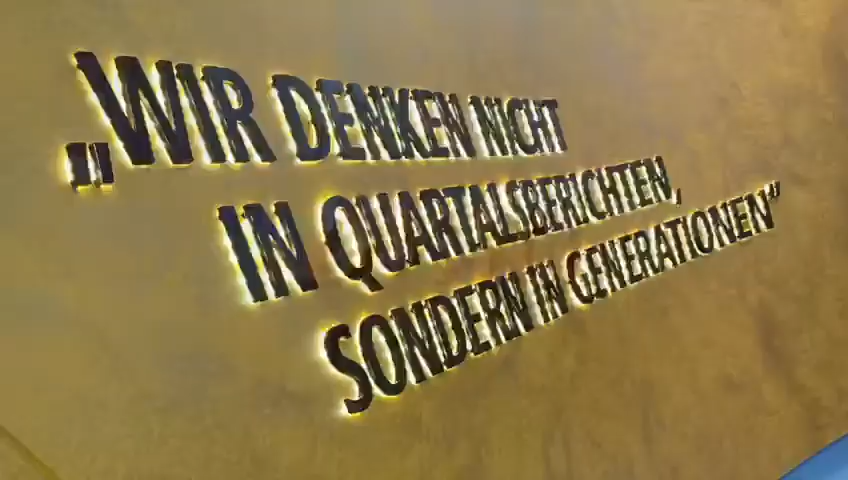 „WIR DENKEN NICHT
IN QUARTALSBERICHTEN,
SONDERN IN GENERATIONEN“